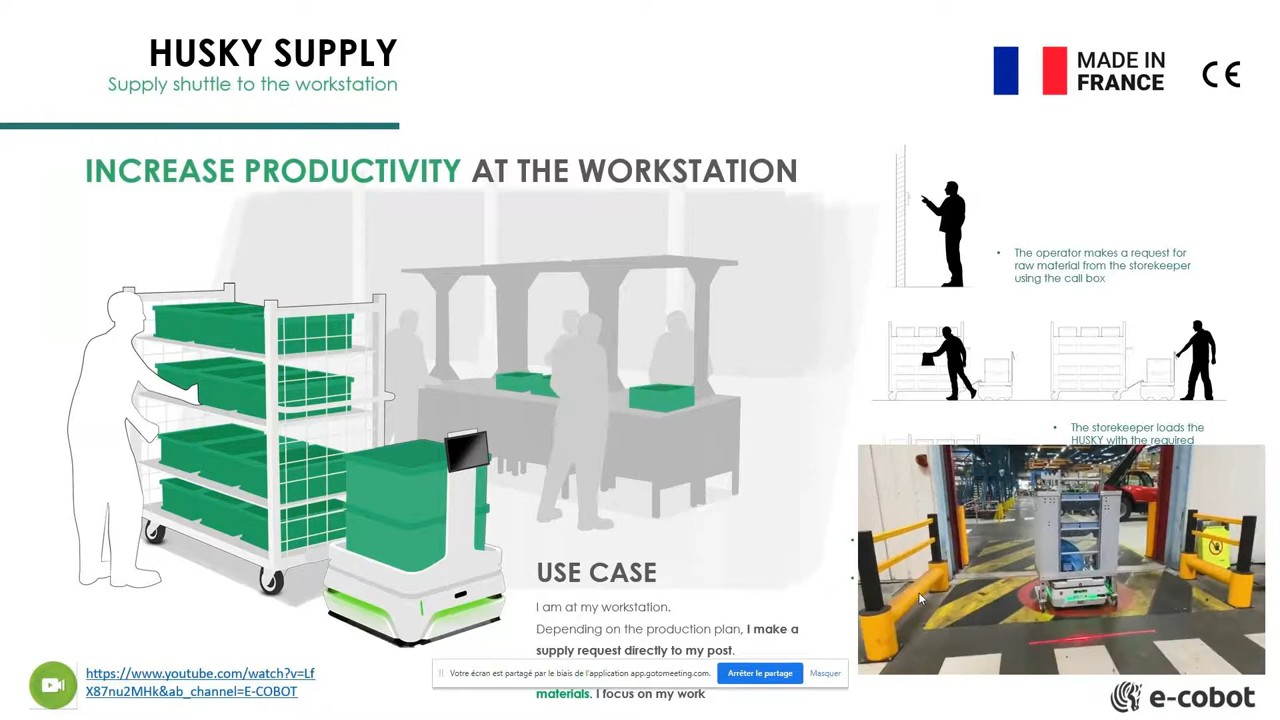 HUSKY SUPPLY
Supply shuttle to the workstation
MADE IN
FRANCE
CE
INCREASE PRODUCTIVITY AT THE WORKSTATION
• The operator makes a request for
raw material from the storekeeper
using the call box
• The storekeeper loads the
HUSKY with the required
USE CASE
I am at my workstation.
Depending on the production plan, I make a
supply request directly to my post.
Votre écran est partagé par le biais de l'application app.gotomeeting.com.
Arrêter le partage
Masquer
materials. I focus on my work
https://www.youtube.com/watch?v=Lf
X87nu2MHk&ab_channel=E-COBOT
e-cobot